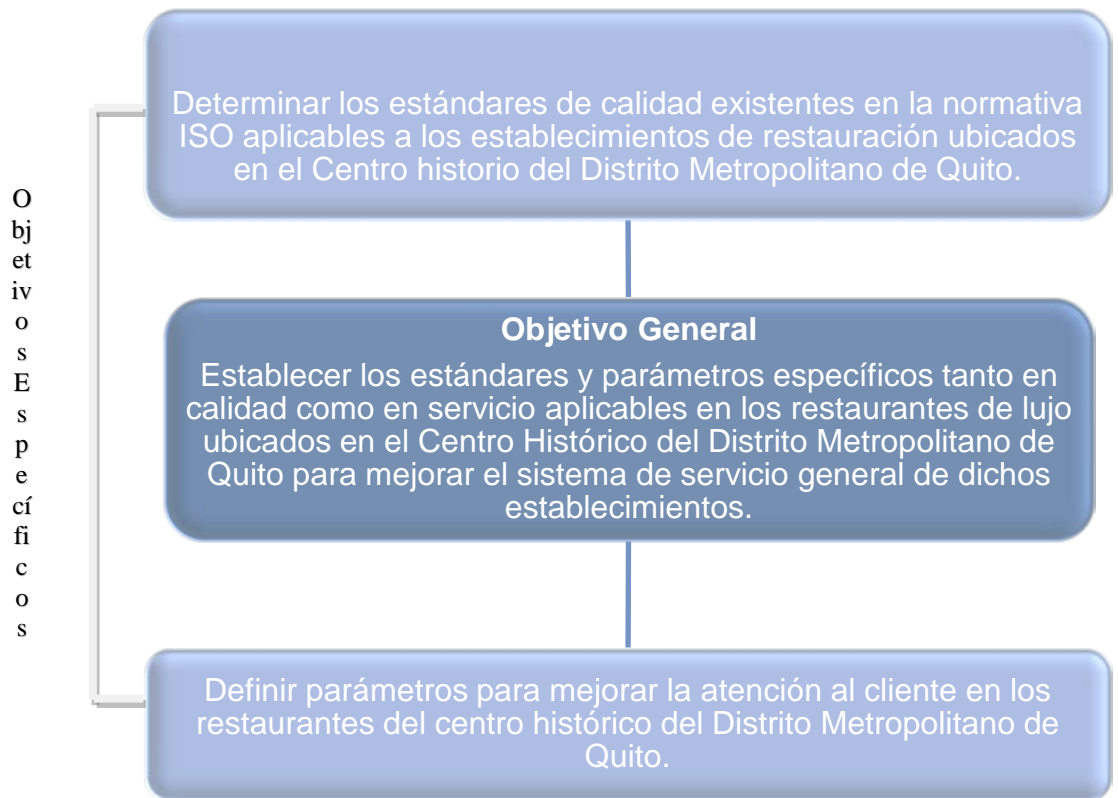 O
bj
et
iv
o
s
E
s
p
e
cí
fi
c
o
s
Determinar los estándares de calidad existentes en la normativa
ISO aplicables a los establecimientos de restauración ubicados
en el Centro historio del Distrito Metropolitano de Quito.
Objetivo General
Establecer los estándares y parámetros específicos tanto en
calidad como en servicio aplicables en los restaurantes de lujo
ubicados en el Centro Histórico del Distrito Metropolitano de
Quito para mejorar el sistema de servicio general de dichos
establecimientos.
Definir parámetros para mejorar la atención al cliente en los
restaurantes del centro histórico del Distrito Metropolitano de
Quito.